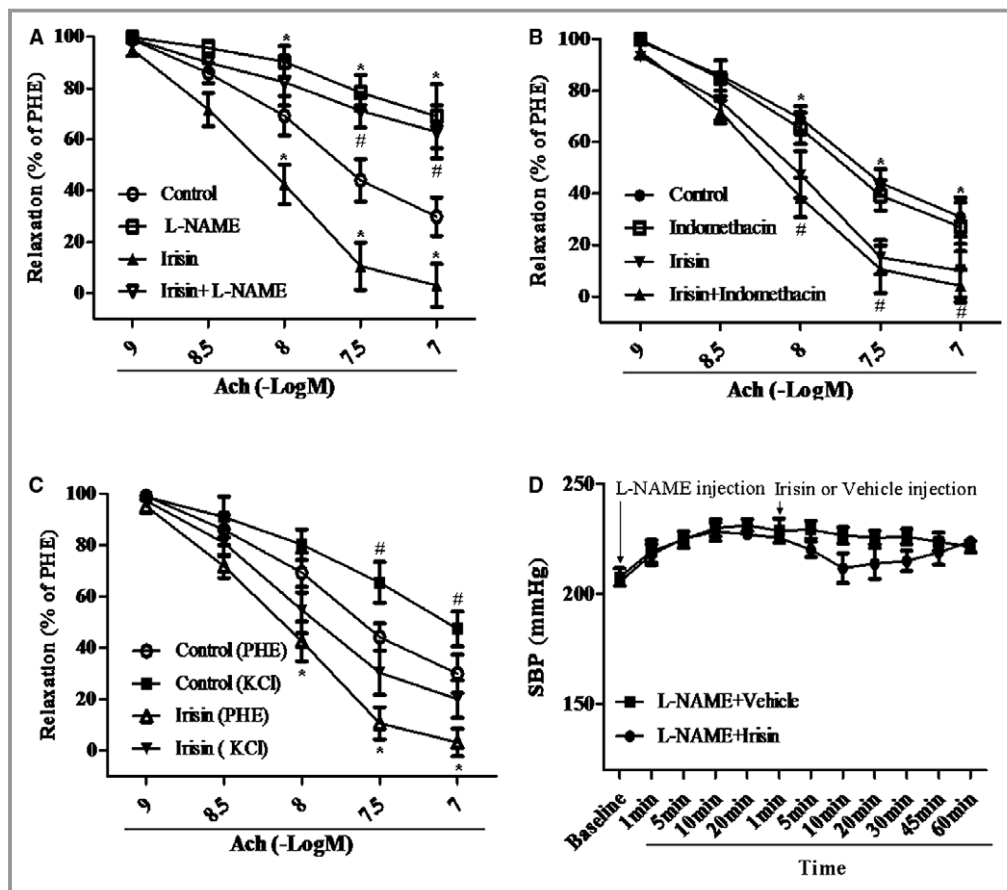 A
Relaxation (% of PHE)
100
80
60
40
20
0
*
*
*
#
#
*
*
*
Control
L-NAME
Irisin
Irisin+L-NAME
9
8.5
8
7.5
7
Ach (-LogM)
B
Relaxation (% of PHE)
100
80
60
40
20
0
*
*
*
#
#
#
Control
Indomethacin
Irisin
Irisin+Indomethacin
9
8.5
8
7.5
7
Ach (-LogM)
C
Relaxation (% of PHE)
100
80
60
40
20
0
#
#
*
*
*
Control (PHE)
Control (KCl)
Irisin (PHE)
Irisin ( KCl)
9
8.5
8
7.5
7
Ach (-LogM)
D
SBP (mmHg)
250
200
150
L-NAME injection
Irisin or Vehicle injection
L-NAME+Vehicle
L-NAME+Irisin
Baseline
1min
5min
10min
20min
1min
5min
10min
20min
30min
45min
60min
Time